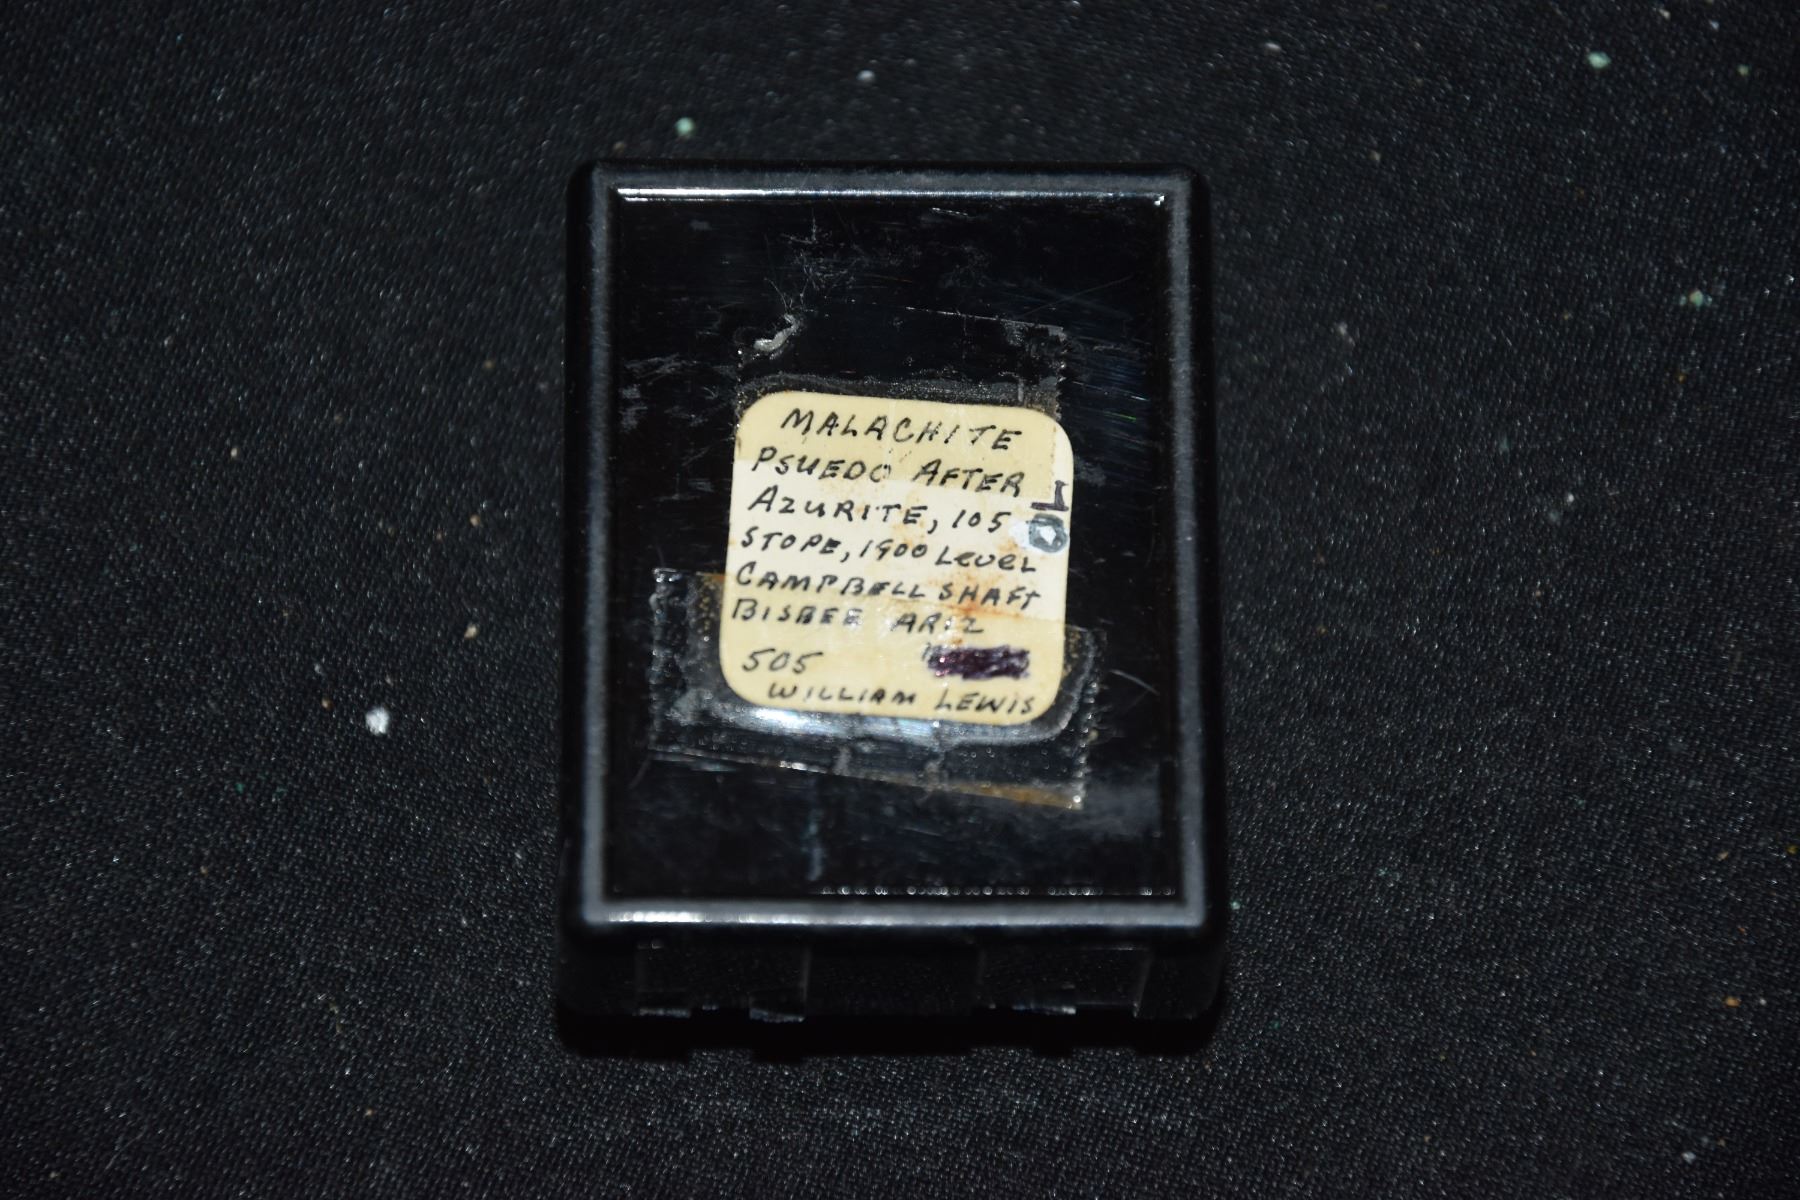 MALACHITE
PSUEDO AFTER
AZURITE, 105
STOPE, 1900 LEVEL
CAMPBELL SHAFT
BISBEE ARIZ
505
WILLIAM LEWIS